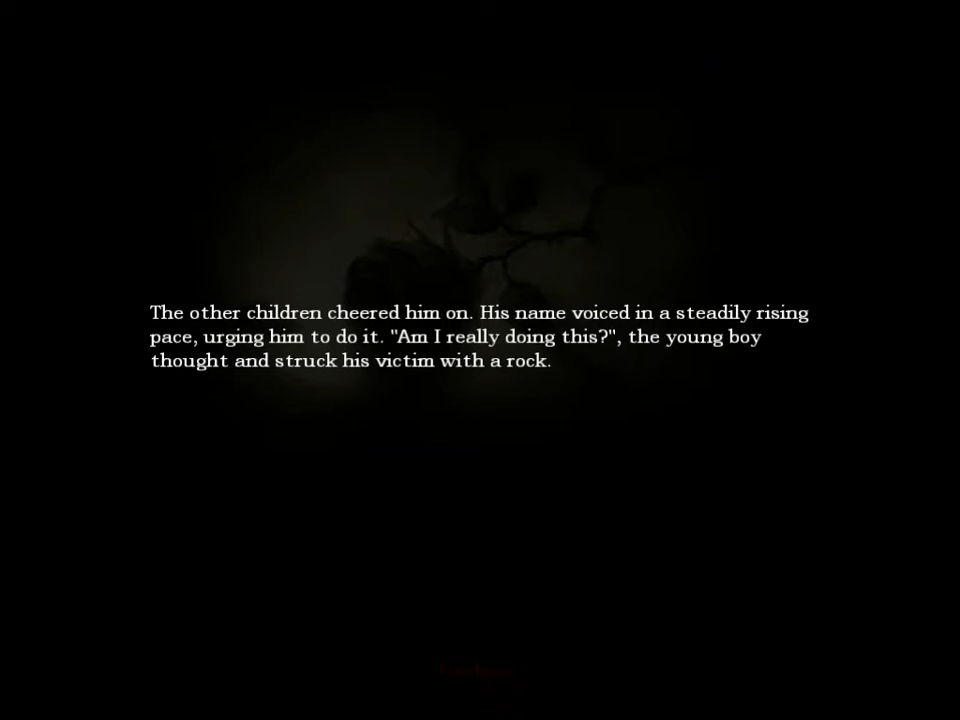 The other children cheered him on. His name voiced in a steadily rising
pace, urging him to do it. "Am I really doing this?", the young boy
thought and struck his victim with a rock.